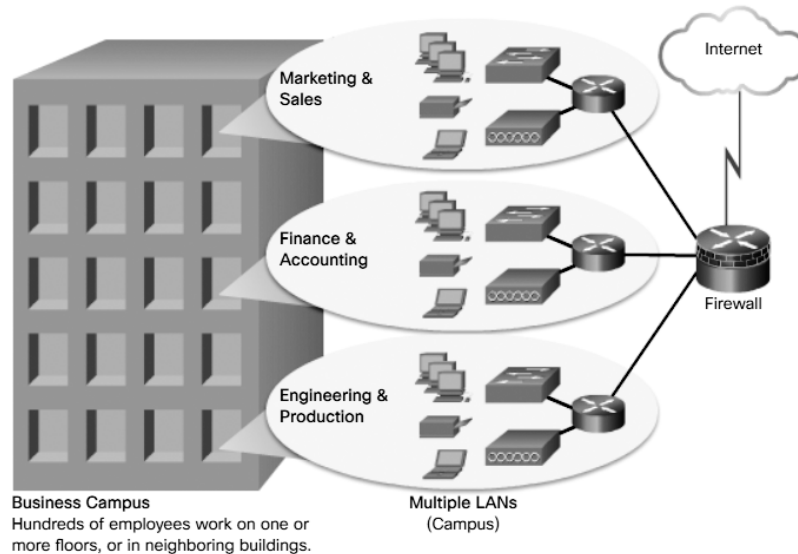 Marketing &
Sales
Internet
Finance &
Accounting
Firewall
Engineering &
Production
Business Campus
Hundreds of employees work on one or
more floors, or in neighboring buildings.
Multiple LANs
(Campus)